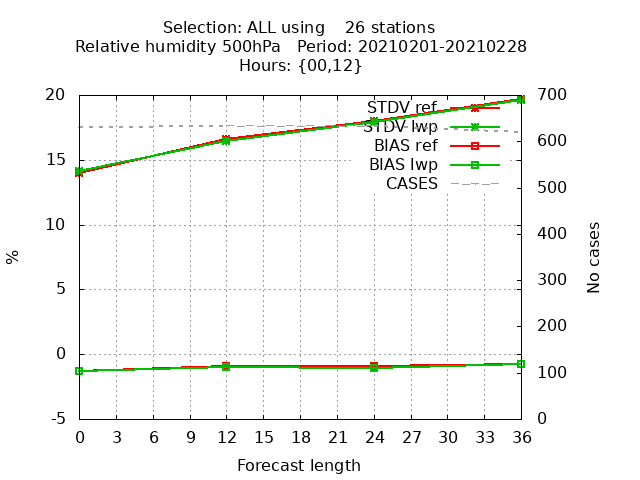 Selection: ALL using    26 stations
Relative humidity 500hPa   Period: 20210201-20210228
Hours: {00,12}
20
15
10
5
0
-5
%
STDV ref
STDV lwp
BIAS ref
BIAS lwp
CASES
700
600
500
400
300
200
100
0
No cases
0 3 6 9 12 15 18 21 24 27 30 33 36
Forecast length